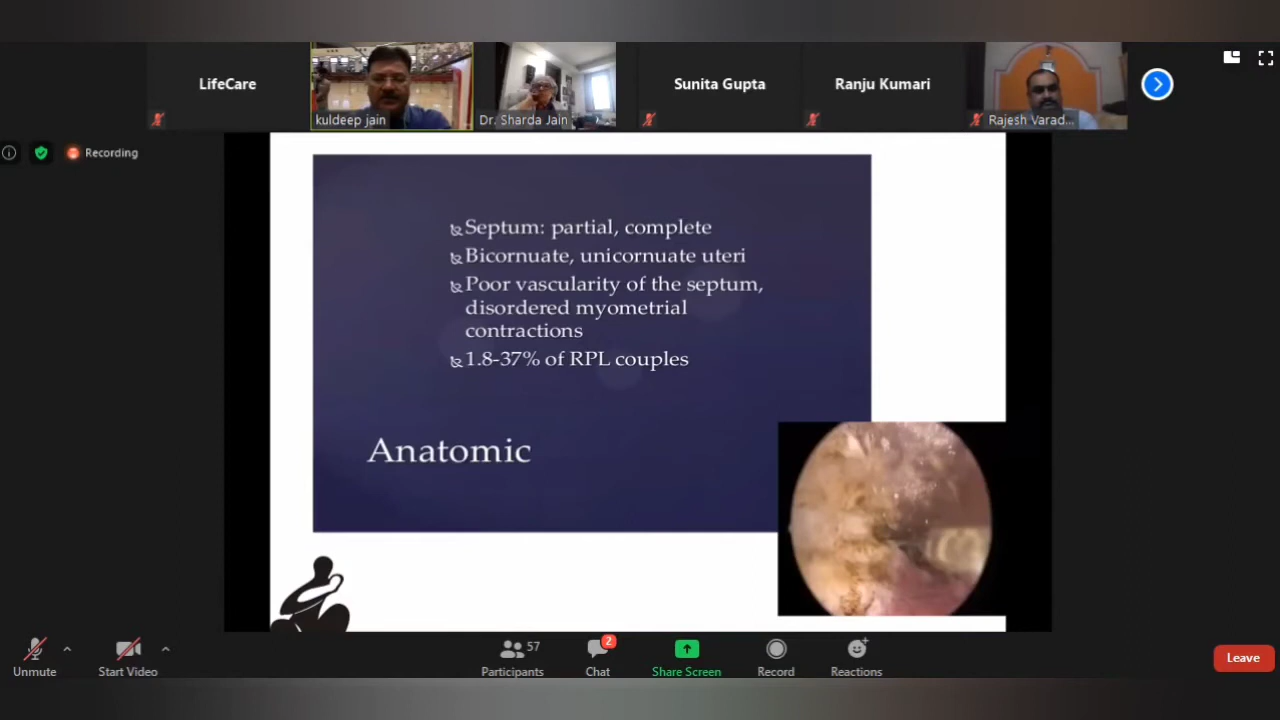 LifeCare
kuldeep jain
Dr. Sharda Jain
Sunita Gupta
Ranju Kumari
Rajesh Varad...
Recording
Septum: partial, complete
Bicornuate, unicornuate uteri
Poor vascularity of the septum,
disordered myometrial
contractions
1.8-37% of RPL couples
Anatomic
Unmute
Start Video
57
Participants
2
Chat
Share Screen
Record
Reactions
Leave